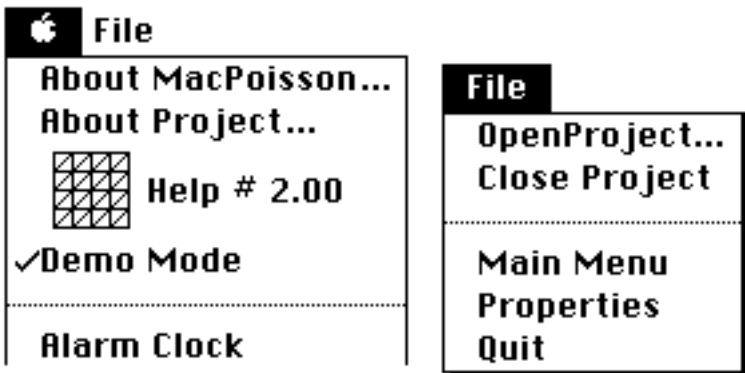 File
About MacPoisson...
About Project...
Help # 2.00
Demo Mode
Alarm Clock
File
OpenProject...
Close Project
Main Menu
Properties
Quit